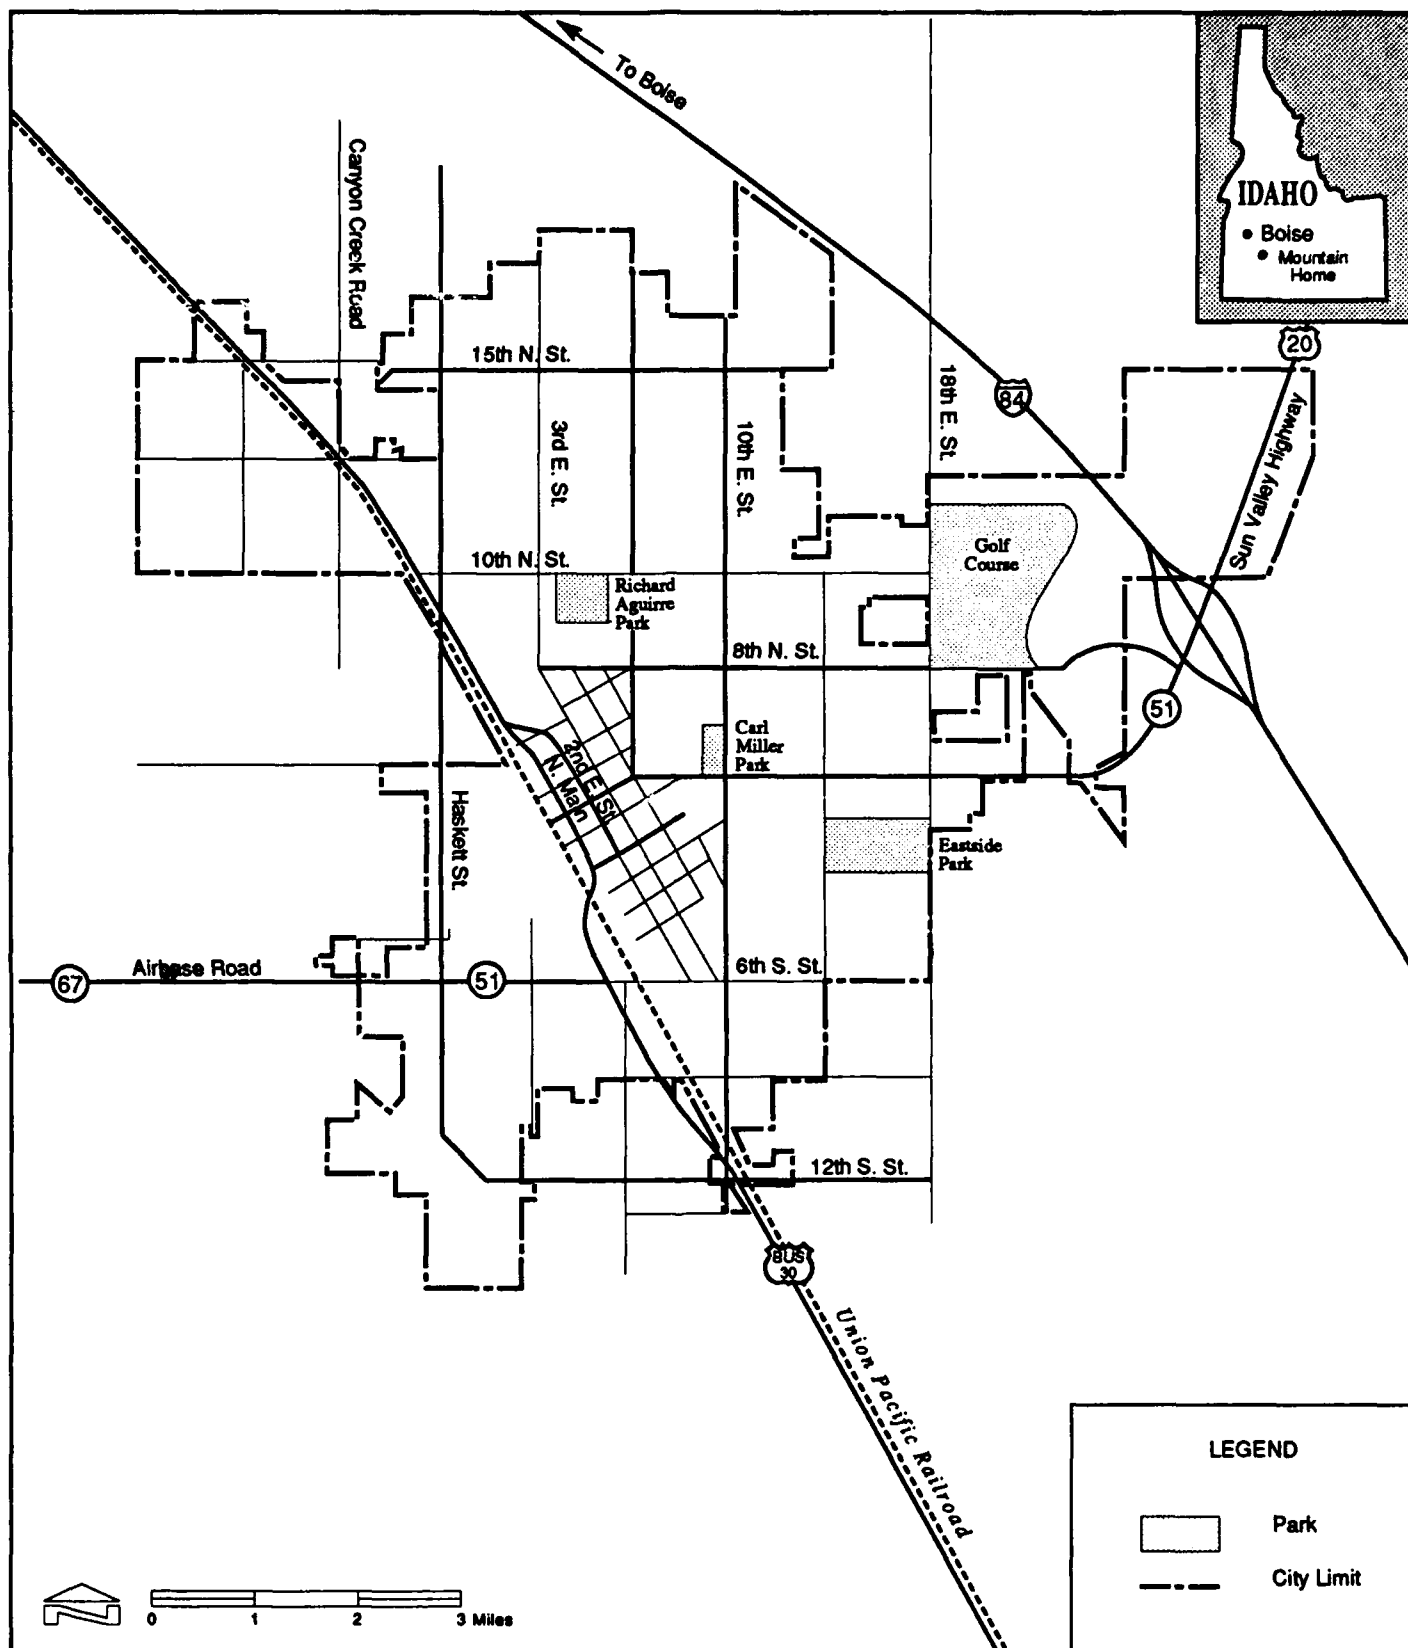 To Boise
Canyon Creek Road
IDAHO
Boise
Mountain
Home
20
15th N. St.
18th E. St.
84
Sun Valley Highway
3rd E. St.
10th E. St.
Golf
Course
10th N. St.
Richard
Aguirre
Park
8th N. St.
51
Carl
Miller
Park
2nd E. St.
N. Main
Haskett St.
Eastside
Park
67
Airbase Road
51
6th S. St.
12th S. St.
BUS
30
Union Pacific Railroad
LEGEND
Park
City Limit
N
0 1 2 3 Miles